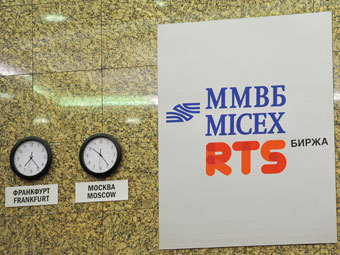 ММВБ
MICEX
RTS БИРЖА
ФРАНКФУРТ
FRANKFURT
МОСКВА
MOSCOW